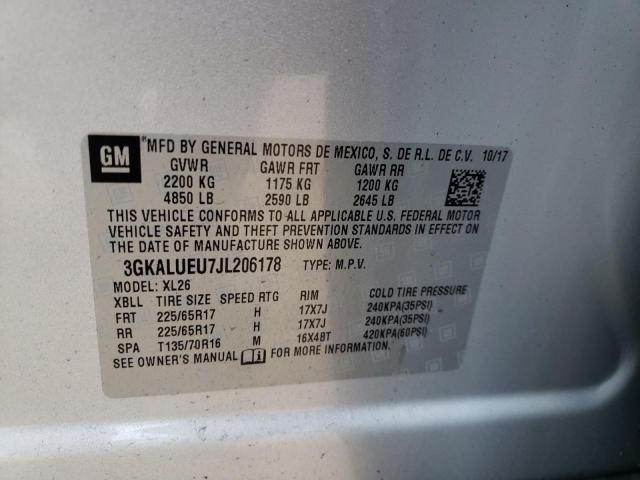 GM
MFD BY GENERAL MOTORS DE MEXICO, S. DE R.L. DE C.V. 10/17
GVWR GAWR FRT GAWR RR
2200 KG 1175 KG 1200 KG
4850 LB 2590 LB 2645 LB
THIS VEHICLE CONFORMS TO ALL APPLICABLE U.S. FEDERAL MOTOR
VEHICLE SAFETY AND THEFT PREVENTION STANDARDS IN EFFECT ON
THE DATE OF MANUFACTURE SHOWN ABOVE.
3GKALUEU7JL206178 TYPE: M.P.V.
MODEL: XL26
XBLL TIRE SIZE SPEED RTG RIM COLD TIRE PRESSURE
FRT 225/65R17 H 17X7J 240KPA(35PSI)
RR 225/65R17 H 17X7J 240KPA(35PSI)
SPA T135/70R16 M 16X4BT 420KPA(60PSI)
SEE OWNER'S MANUAL FOR MORE INFORMATION.